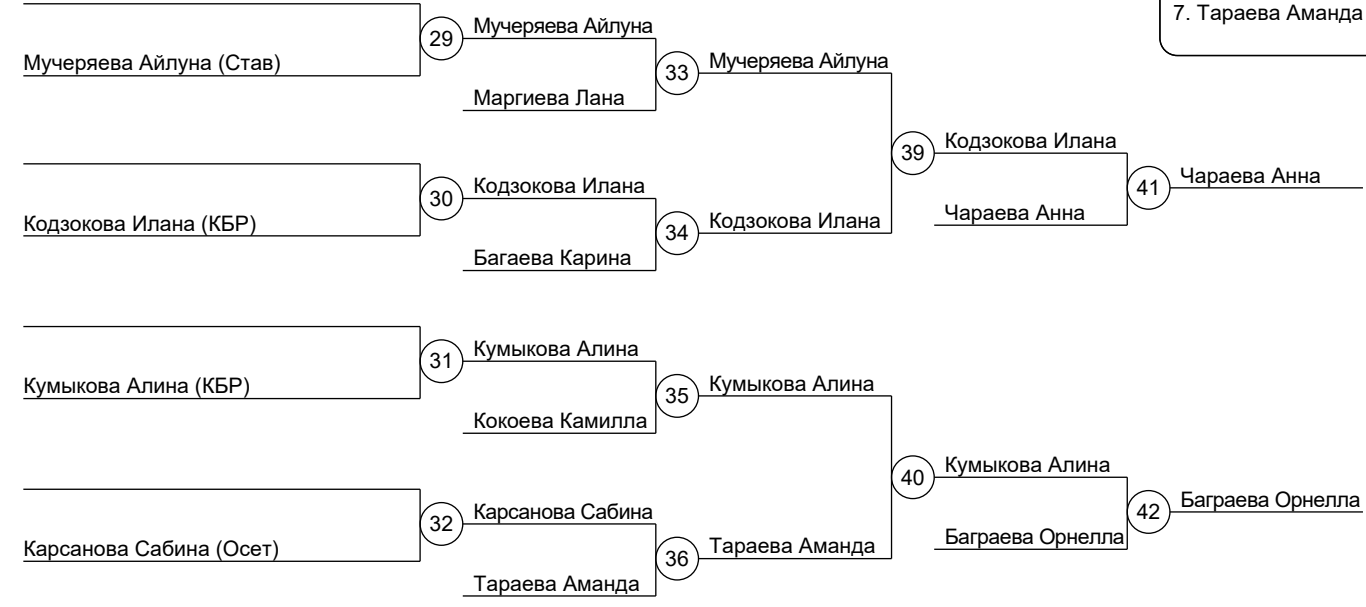 7. Тараева Аманда
29
Мучеряева Айлуна
Мучеряева Айлуна (Став)
33
Мучеряева Айлуна
Маргиева Лана
39
Кодзокова Илана
30
Кодзокова Илана
41
Чараева Анна
Кодзокова Илана (КБР)
34
Кодзокова Илана
Чараева Анна
Багаева Карина
31
Кумыкова Алина
Кумыкова Алина (КБР)
35
Кумыкова Алина
Кокоева Камилла
40
Кумыкова Алина
32
Карсанова Сабина
42
Баграева Орнелла
Карсанова Сабина (Осет)
36
Тараева Аманда
Баграева Орнелла
Тараева Аманда